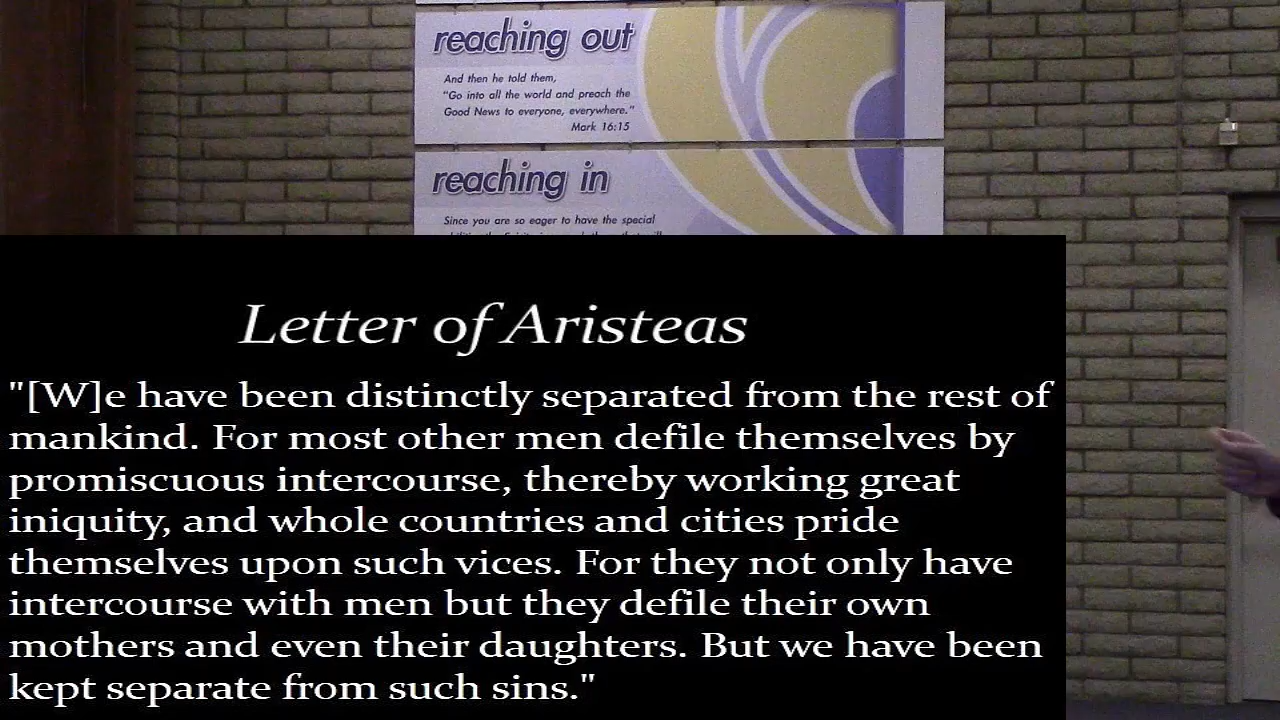 reaching out
And then he told them,
"Go into all the world and preach the
Good News to everyone, everywhere."
Mark 16:15
reaching in
Since you are so eager to have the special
Letter of Aristeas
"[W]e have been distinctly separated from the rest of
mankind. For most other men defile themselves by
promiscuous intercourse, thereby working great
iniquity, and whole countries and cities pride
themselves upon such vices. For they not only have
intercourse with men but they defile their own
mothers and even their daughters. But we have been
kept separate from such sins."